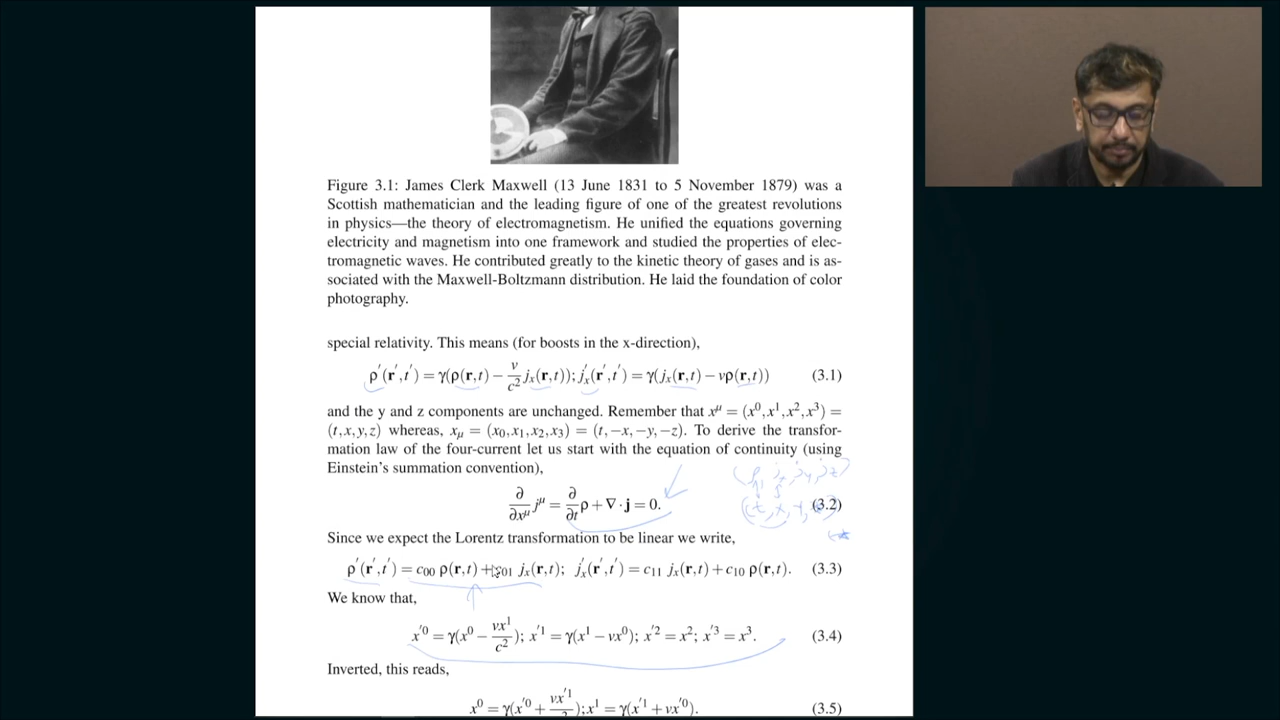 Figure 3.1: James Clerk Maxwell (13 June 1831 to 5 November 1879) was a
Scottish mathematician and the leading figure of one of the greatest revolutions
in physics—the theory of electromagnetism. He unified the equations governing
electricity and magnetism into one framework and studied the properties of elec-
tromagnetic waves. He contributed greatly to the kinetic theory of gases and is as-
sociated with the Maxwell-Boltzmann distribution. He laid the foundation of color
photography.
special relativity. This means (for boosts in the x-direction),
ρ′(r′,t′) = γ(ρ(r,t) − v/c² jₓ(r,t)); j′ₓ(r′,t′) = γ(jₓ(r,t) − vρ(r,t)) (3.1)
and the y and z components are unchanged. Remember that x^μ = (x⁰,x¹,x²,x³) =
(t,x,y,z) whereas, x_μ = (x₀,x₁,x₂,x₃) = (t,−x,−y,−z). To derive the transfor-
mation law of the four-current let us start with the equation of continuity (using
Einstein's summation convention),
(ρ, jx, jy, jz)
∂/∂x^μ j^μ = ∂/∂t ρ + ∇ · j = 0. (3.2)
Since we expect the Lorentz transformation to be linear we write,
ρ′(r′,t′) = c₀₀ ρ(r,t) + c₀₁ jₓ(r,t); j′ₓ(r′,t′) = c₁₁ jₓ(r,t) + c₁₀ ρ(r,t). (3.3)
We know that,
x′⁰ = γ(x⁰ − vx¹/c²); x′¹ = γ(x¹ − vx⁰); x′² = x²; x′³ = x³. (3.4)
Inverted, this reads,
x⁰ = γ(x′⁰ + vx′¹/c²); x¹ = γ(x′¹ + vx′⁰). (3.5)